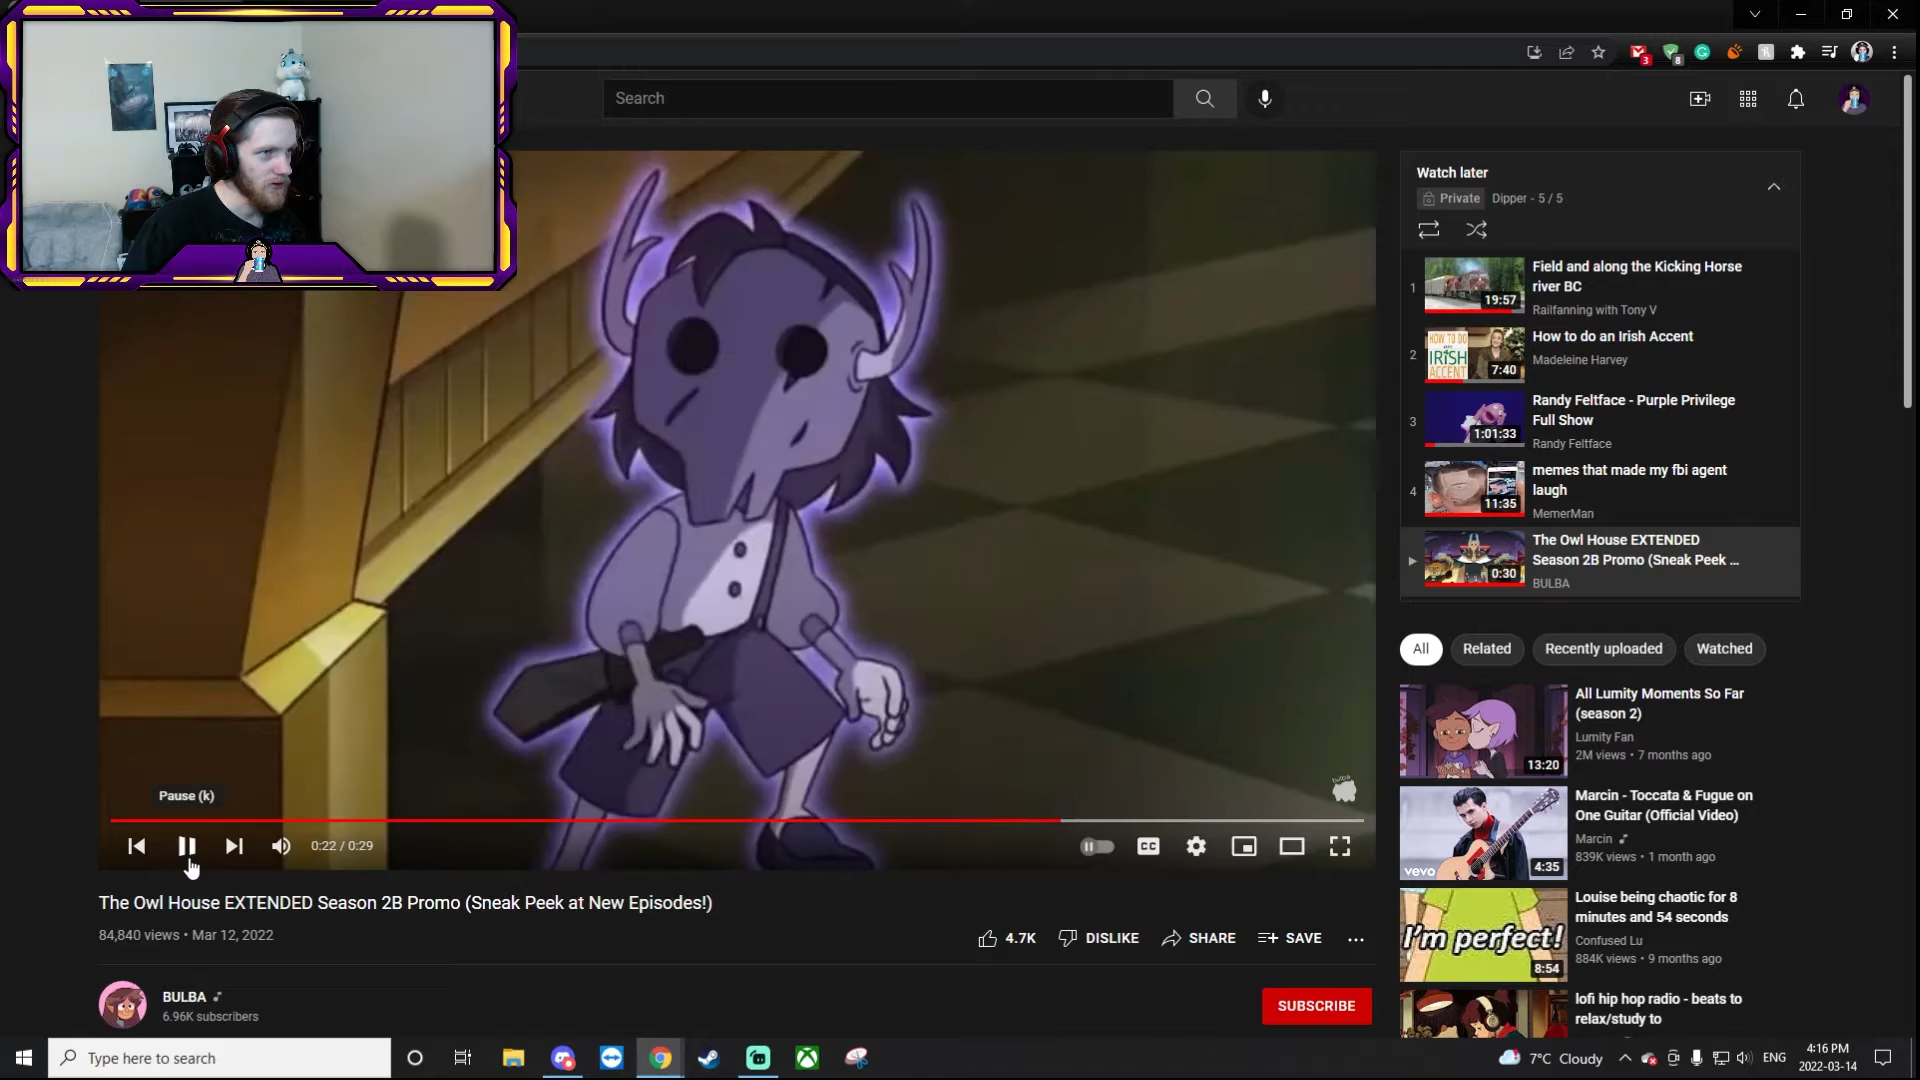 Search
Watch later
Private
Dipper - 5 / 5
1
19:57
Field and along the Kicking Horse
river BC
Railfanning with Tony V
2
HOW TO DO
IRISH
ACCENT
7:40
How to do an Irish Accent
Madeleine Harvey
3
1:01:33
Randy Feltface - Purple Privilege
Full Show
Randy Feltface
4
11:35
memes that made my fbi agent
laugh
MemerMan
0:30
The Owl House EXTENDED
Season 2B Promo (Sneak Peek ...
BULBA
All
Related
Recently uploaded
Watched
13:20
All Lumity Moments So Far
(season 2)
Lumity Fan
2M views • 7 months ago
vevo
4:35
Marcin - Toccata & Fugue on
One Guitar (Official Video)
Marcin
839K views • 1 month ago
I'm perfect!
8:54
Louise being chaotic for 8
minutes and 54 seconds
Confused Lu
884K views • 9 months ago
lofi hip hop radio - beats to
relax/study to
bulba
Pause (k)
0:22 / 0:29
CC
The Owl House EXTENDED Season 2B Promo (Sneak Peek at New Episodes!)
84,840 views • Mar 12, 2022
4.7K
DISLIKE
SHARE
SAVE
BULBA
6.96K subscribers
SUBSCRIBE
Type here to search
7°C Cloudy
ENG
4:16 PM
2022-03-14
3
8